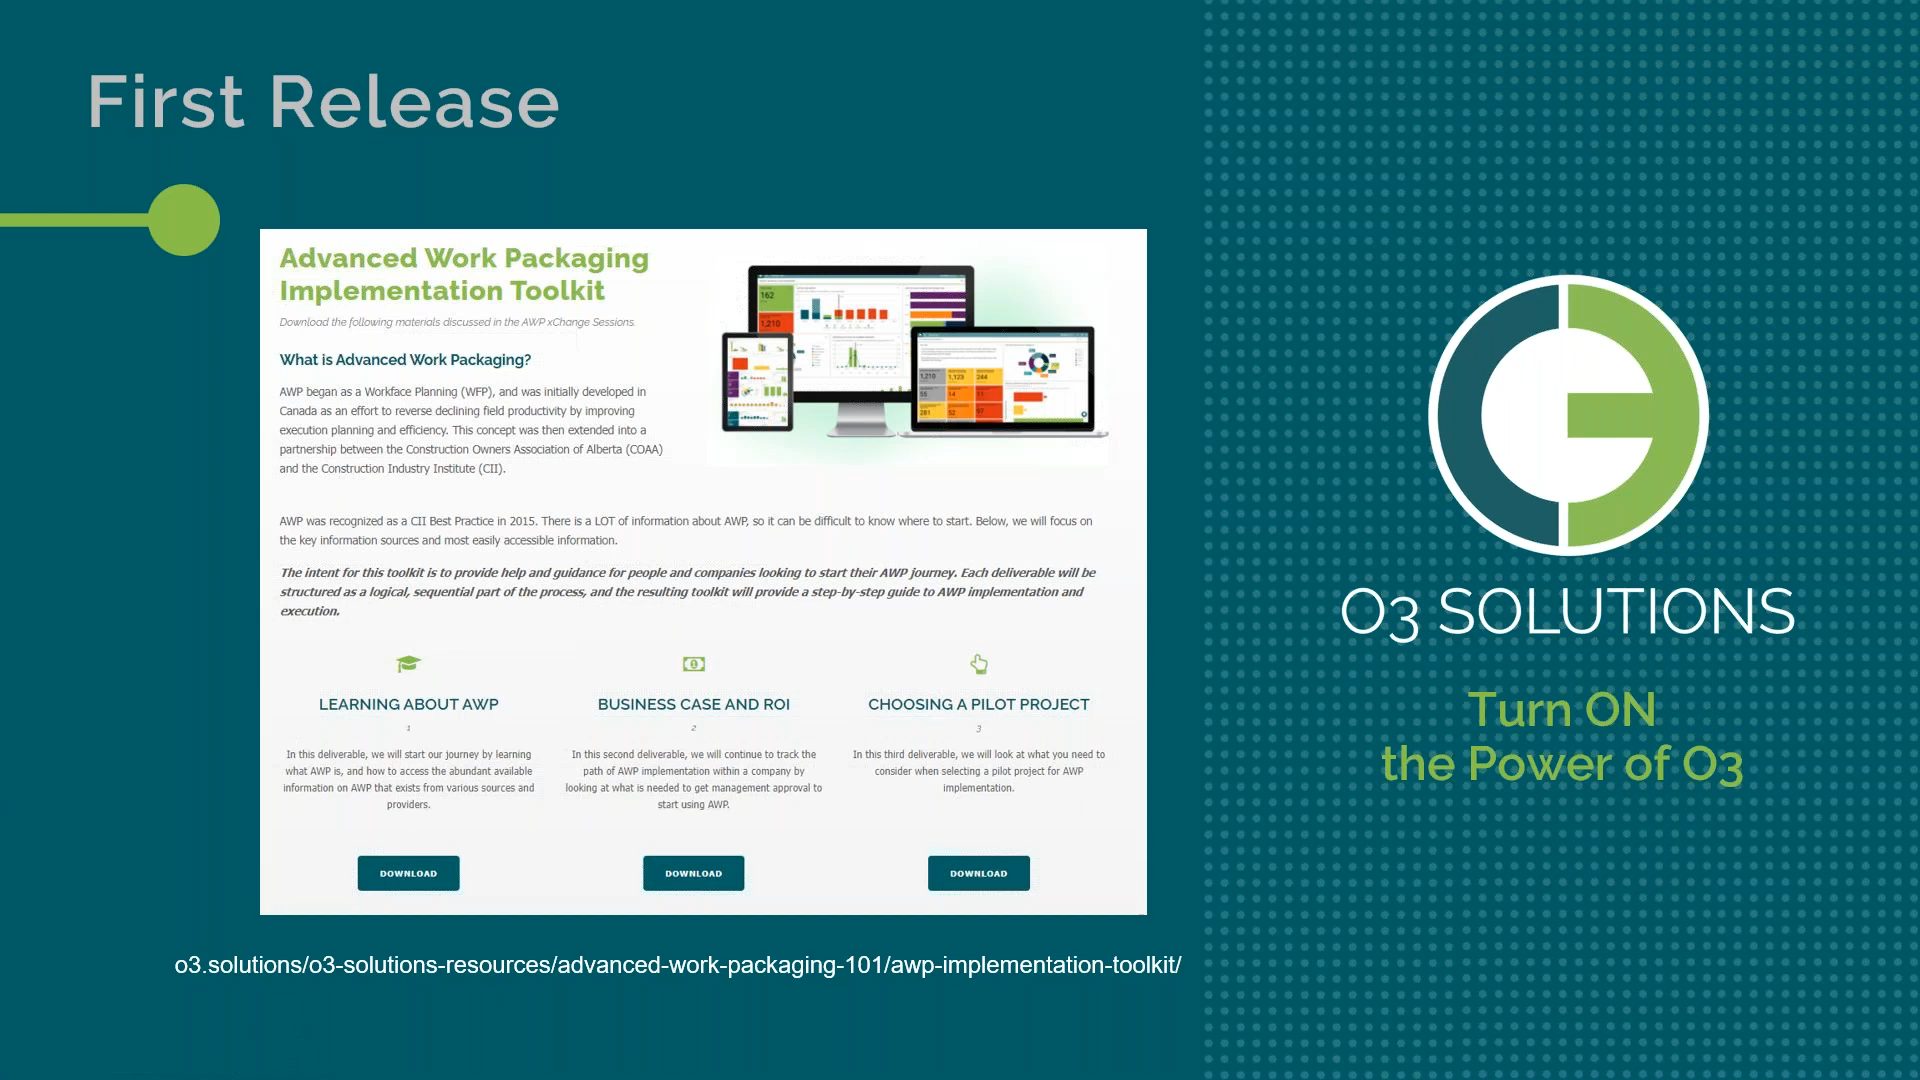 First Release
Advanced Work Packaging
Implementation Toolkit
Download the following materials discussed in the AWP xChange Sessions.
What is Advanced Work Packaging?
AWP began as a Workface Planning (WFP), and was initially developed in
Canada as an effort to reverse declining field productivity by improving
execution planning and efficiency. This concept was then extended into a
partnership between the Construction Owners Association of Alberta (COAA)
and the Construction Industry Institute (CII).
162
1,210
1,210
1,123
244
55
14
11
281
52
97
AWP was recognized as a CII Best Practice in 2015. There is a LOT of information about AWP, so it can be difficult to know where to start. Below, we will focus on
the key information sources and most easily accessible information.
The intent for this toolkit is to provide help and guidance for people and companies looking to start their AWP journey. Each deliverable will be
structured as a logical, sequential part of the process, and the resulting toolkit will provide a step-by-step guide to AWP implementation and
execution.
LEARNING ABOUT AWP
1
In this deliverable, we will start our journey by learning
what AWP is, and how to access the abundant available
information on AWP that exists from various sources and
providers.
DOWNLOAD
BUSINESS CASE AND ROI
2
In this second deliverable, we will continue to track the
path of AWP implementation within a company by
looking at what is needed to get management approval to
start using AWP.
DOWNLOAD
CHOOSING A PILOT PROJECT
3
In this third deliverable, we will look at what you need to
consider when selecting a pilot project for AWP
implementation.
DOWNLOAD
o3.solutions/o3-solutions-resources/advanced-work-packaging-101/awp-implementation-toolkit/
O3 SOLUTIONS
Turn ON
the Power of O3